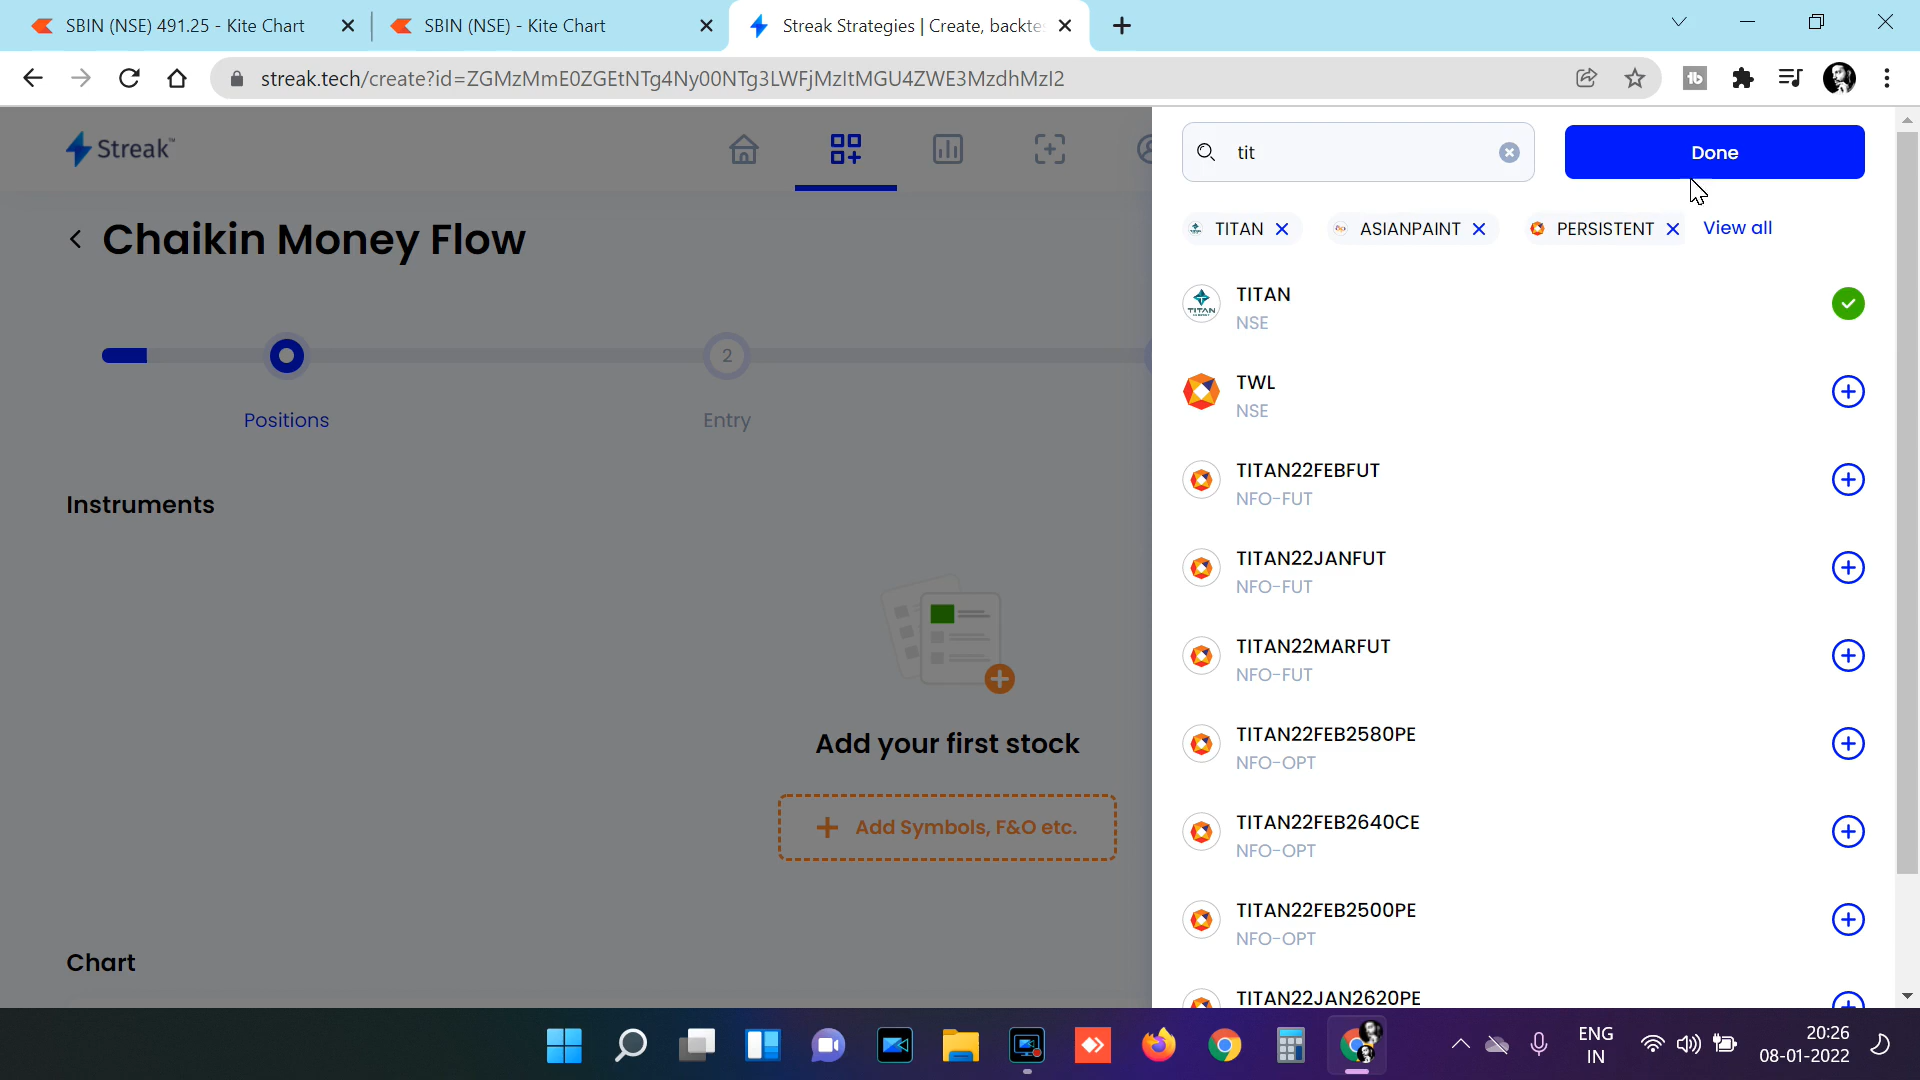 SBIN (NSE) 491.25 - Kite Chart
SBIN (NSE) - Kite Chart
Streak Strategies | Create, backte
streak.tech/create?id=ZGMzMmE0ZGEtNTg4Ny00NTg3LWFjMzItMGU4ZWE3MzdhMzI2
Streak™
tit
Done
TITAN
ASIANPAINT
PERSISTENT
View all
Chaikin Money Flow
2
Positions
Entry
Instruments
Add your first stock
Add Symbols, F&O etc.
Chart
TITAN
NSE
TWL
NSE
TITAN22FEBFUT
NFO-FUT
TITAN22JANFUT
NFO-FUT
TITAN22MARFUT
NFO-FUT
TITAN22FEB2580PE
NFO-OPT
TITAN22FEB2640CE
NFO-OPT
TITAN22FEB2500PE
NFO-OPT
TITAN22JAN2620PE
ENG
IN
20:26
08-01-2022